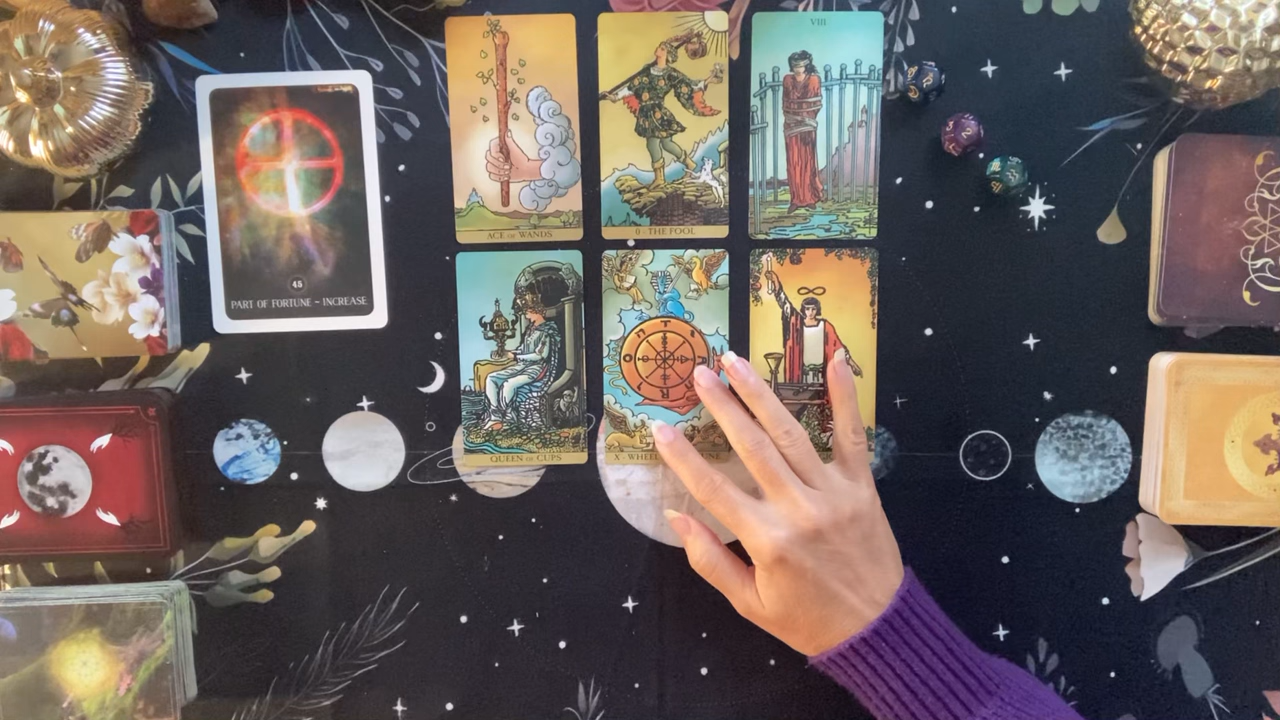 45
PART OF FORTUNE – INCREASE
ACE OF WANDS
0 - THE FOOL
VIII
QUEEN OF CUPS
X - WHEEL